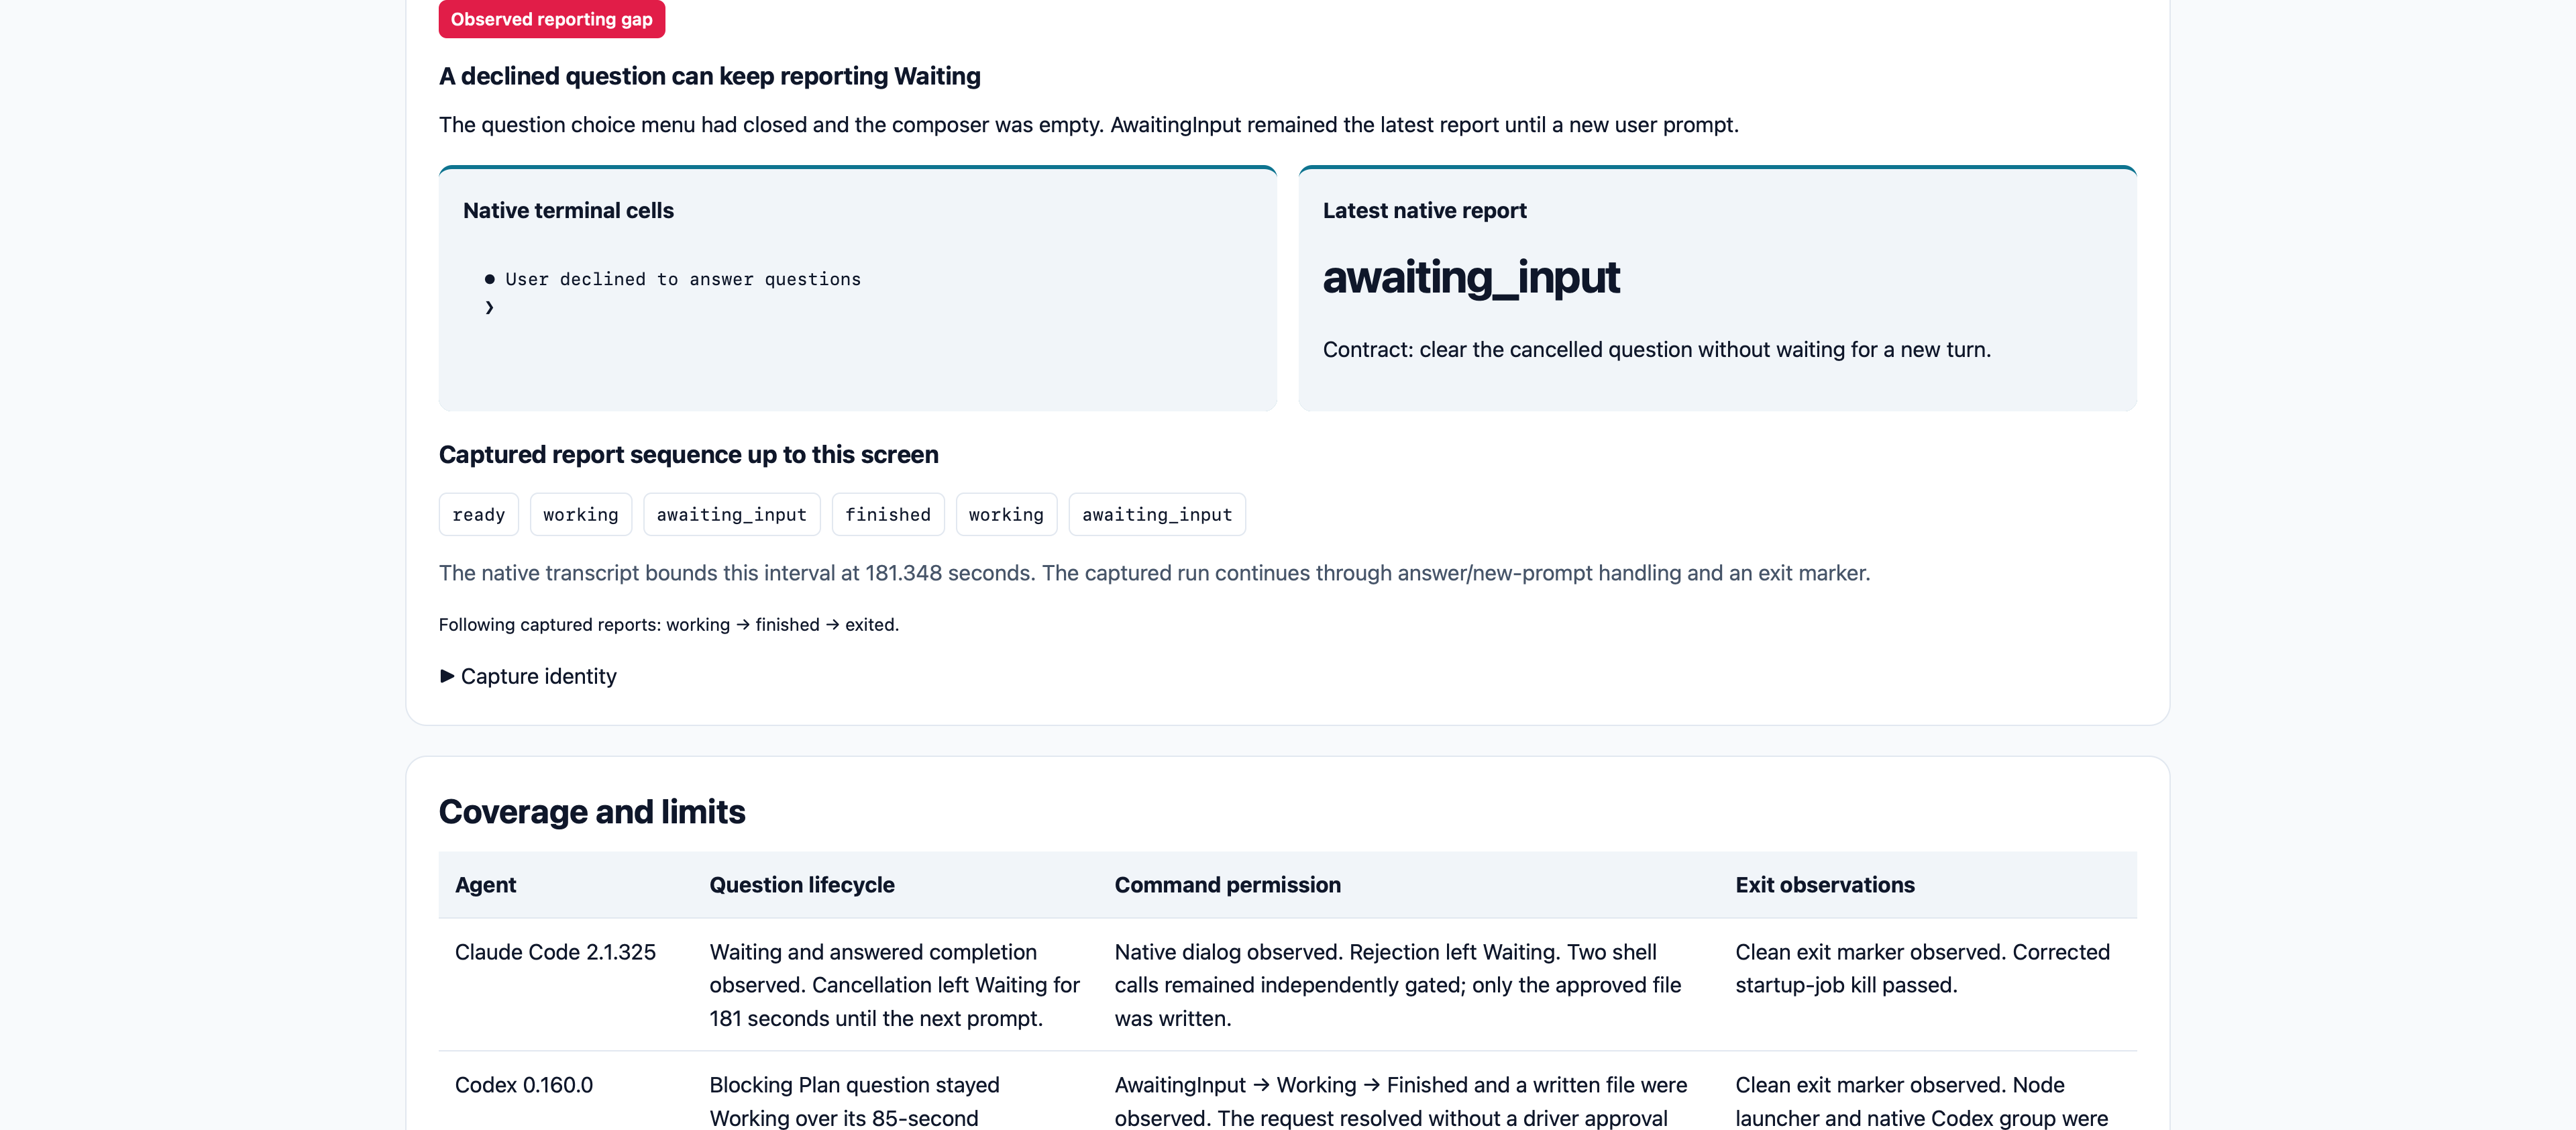 Observed reporting gap
A declined question can keep reporting Waiting
The question choice menu had closed and the composer was empty. AwaitingInput remained the latest report until a new user prompt.
Native terminal cells
● User declined to answer questions
❯
Latest native report
awaiting_input
Contract: clear the cancelled question without waiting for a new turn.
Captured report sequence up to this screen
ready working awaiting_input finished working awaiting_input
The native transcript bounds this interval at 181.348 seconds. The captured run continues through answer/new-prompt handling and an exit marker.
Following captured reports: working → finished → exited.
▶ Capture identity
Coverage and limits
Agent Question lifecycle Command permission Exit observations
Claude Code 2.1.325
Waiting and answered completion
observed. Cancellation left Waiting for
181 seconds until the next prompt.
Native dialog observed. Rejection left Waiting. Two shell
calls remained independently gated; only the approved file
was written.
Clean exit marker observed. Corrected
startup-job kill passed.
Codex 0.160.0
Blocking Plan question stayed
Working over its 85-second
AwaitingInput → Working → Finished and a written file were
observed. The request resolved without a driver approval
Clean exit marker observed. Node
launcher and native Codex group were